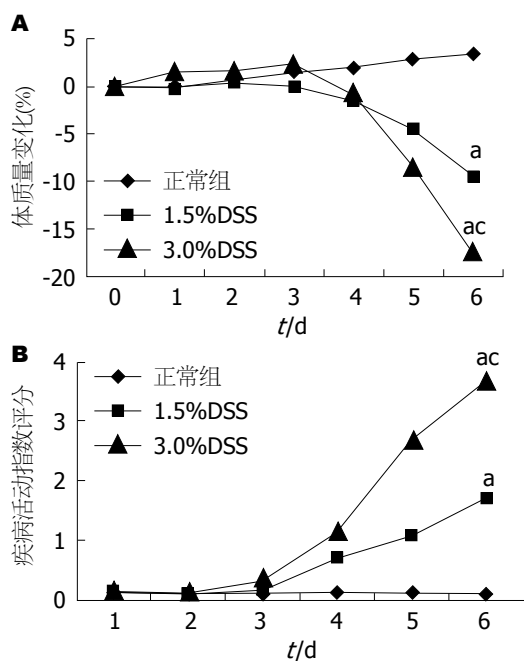 A
体质量变化(%)
5
0
-5
-10
-15
-20
正常组
1.5%DSS
3.0%DSS
a
ac
0 1 2 3 4 5 6
t/d
B
疾病活动指数评分
4
3
2
1
0
正常组
1.5%DSS
3.0%DSS
ac
a
1 2 3 4 5 6
t/d